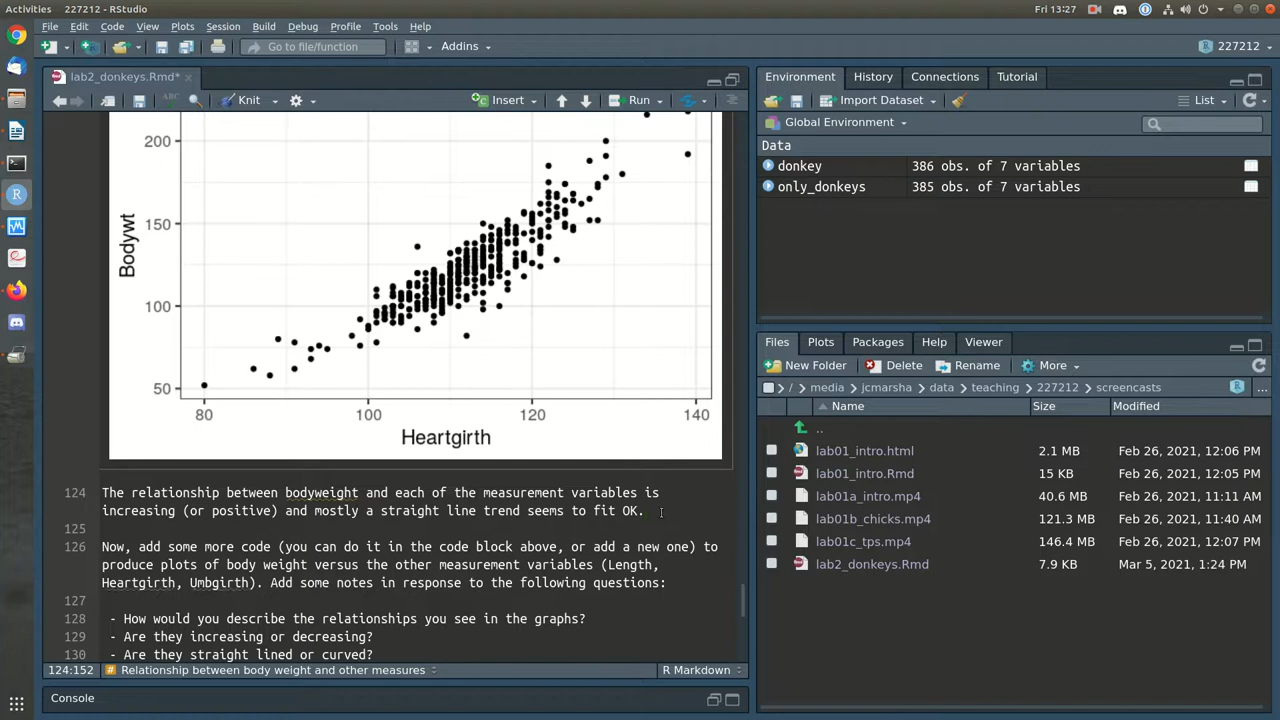 Activities
227212 - RStudio
Fri 13:27
File Edit Code View Plots Session Build Debug Profile Tools Help
Go to file/function
Addins
227212
lab2_donkeys.Rmd*
ABC
Knit
Insert
Run
200
150
100
50
Bodywt
80
100
120
140
Heartgirth
124 The relationship between bodyweight and each of the measurement variables is
increasing (or positive) and mostly a straight line trend seems to fit OK.
125
126 Now, add some more code (you can do it in the code block above, or add a new one) to
produce plots of body weight versus the other measurement variables (Length,
Heartgirth, Umbgirth). Add some notes in response to the following questions:
127
128 - How would you describe the relationships you see in the graphs?
129 - Are they increasing or decreasing?
130 - Are they straight lined or curved?
124:152 # Relationship between body weight and other measures
R Markdown
Console
Environment History Connections Tutorial
Import Dataset
List
Global Environment
Data
donkey 386 obs. of 7 variables
only_donkeys 385 obs. of 7 variables
Files Plots Packages Help Viewer
New Folder Delete Rename More
/ media jcmarsha data teaching 227212 screencasts ...
Name Size Modified
..
lab01_intro.html 2.1 MB Feb 26, 2021, 12:06 PM
lab01_intro.Rmd 15 KB Feb 26, 2021, 12:05 PM
lab01a_intro.mp4 40.6 MB Feb 26, 2021, 11:11 AM
lab01b_chicks.mp4 121.3 MB Feb 26, 2021, 11:40 AM
lab01c_tps.mp4 146.4 MB Feb 26, 2021, 12:07 PM
lab2_donkeys.Rmd 7.9 KB Mar 5, 2021, 1:24 PM